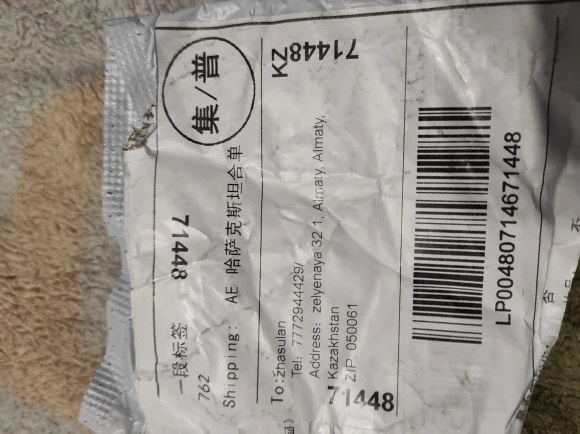 一段标签
71448
集/普
762
Shipping: AE 哈萨克斯坦合单
KZ
71448
To:zhasulan
Tel: 7772944429/
Address: zelyenaya 32 1, Almaty, Almaty,
Kazakhstan
ZIP, 050061
71448
LP00480714671448
合